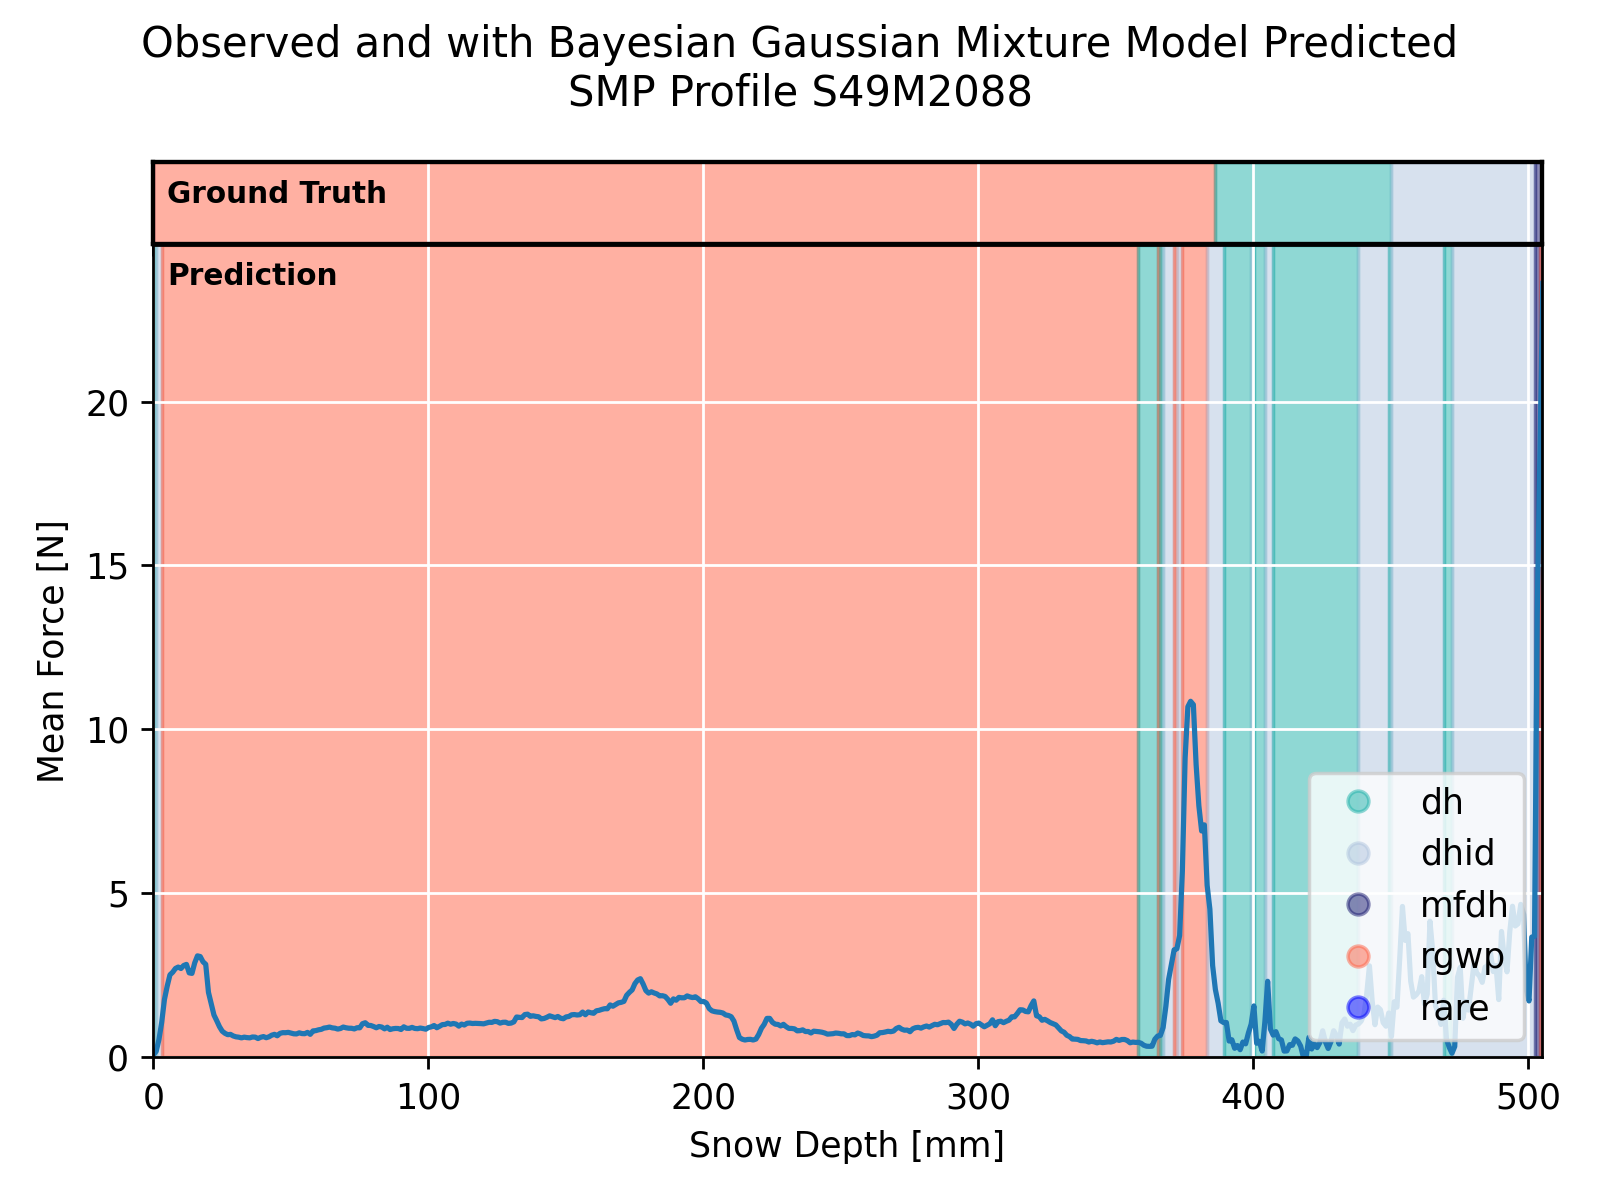 Observed and with Bayesian Gaussian Mixture Model Predicted
SMP Profile S49M2088
Ground Truth
Prediction
Mean Force [N]
20
15
10
5
0
dh
dhid
mfdh
rgwp
rare
0 100 200 300 400 500
Snow Depth [mm]